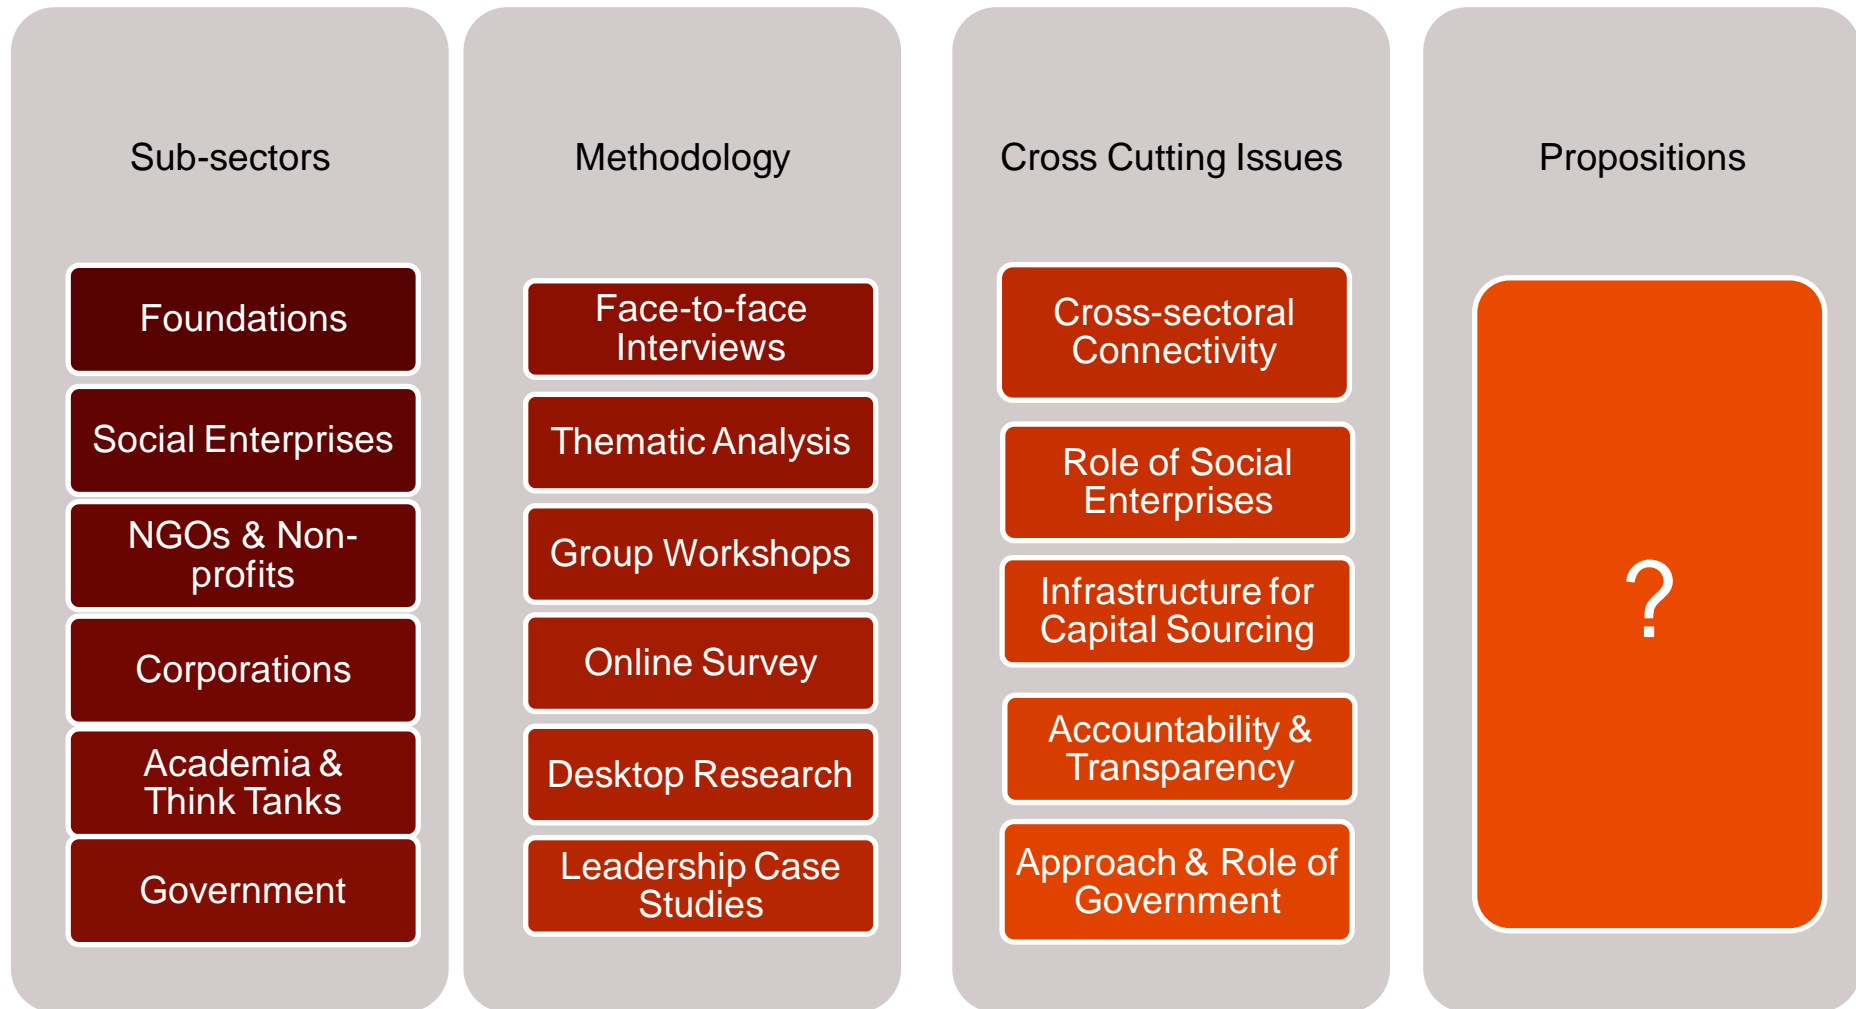 Sub-sectors
Foundations
Social Enterprises
NGOs & Non-
profits
Corporations
Academia &
Think Tanks
Government
Methodology
Face-to-face
Interviews
Thematic Analysis
Group Workshops
Online Survey
Desktop Research
Leadership Case
Studies
Cross Cutting Issues
Cross-sectoral
Connectivity
Role of Social
Enterprises
Infrastructure for
Capital Sourcing
Accountability &
Transparency
Approach & Role of
Government
Propositions
?